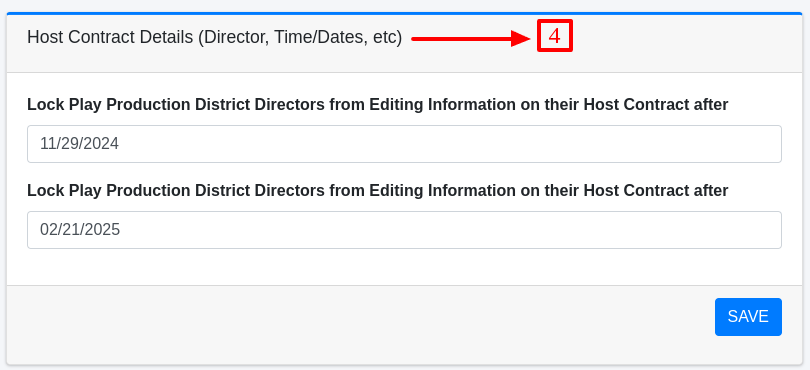 Host Contract Details (Director, Time/Dates, etc) 4
Lock Play Production District Directors from Editing Information on their Host Contract after
11/29/2024
Lock Play Production District Directors from Editing Information on their Host Contract after
02/21/2025
SAVE